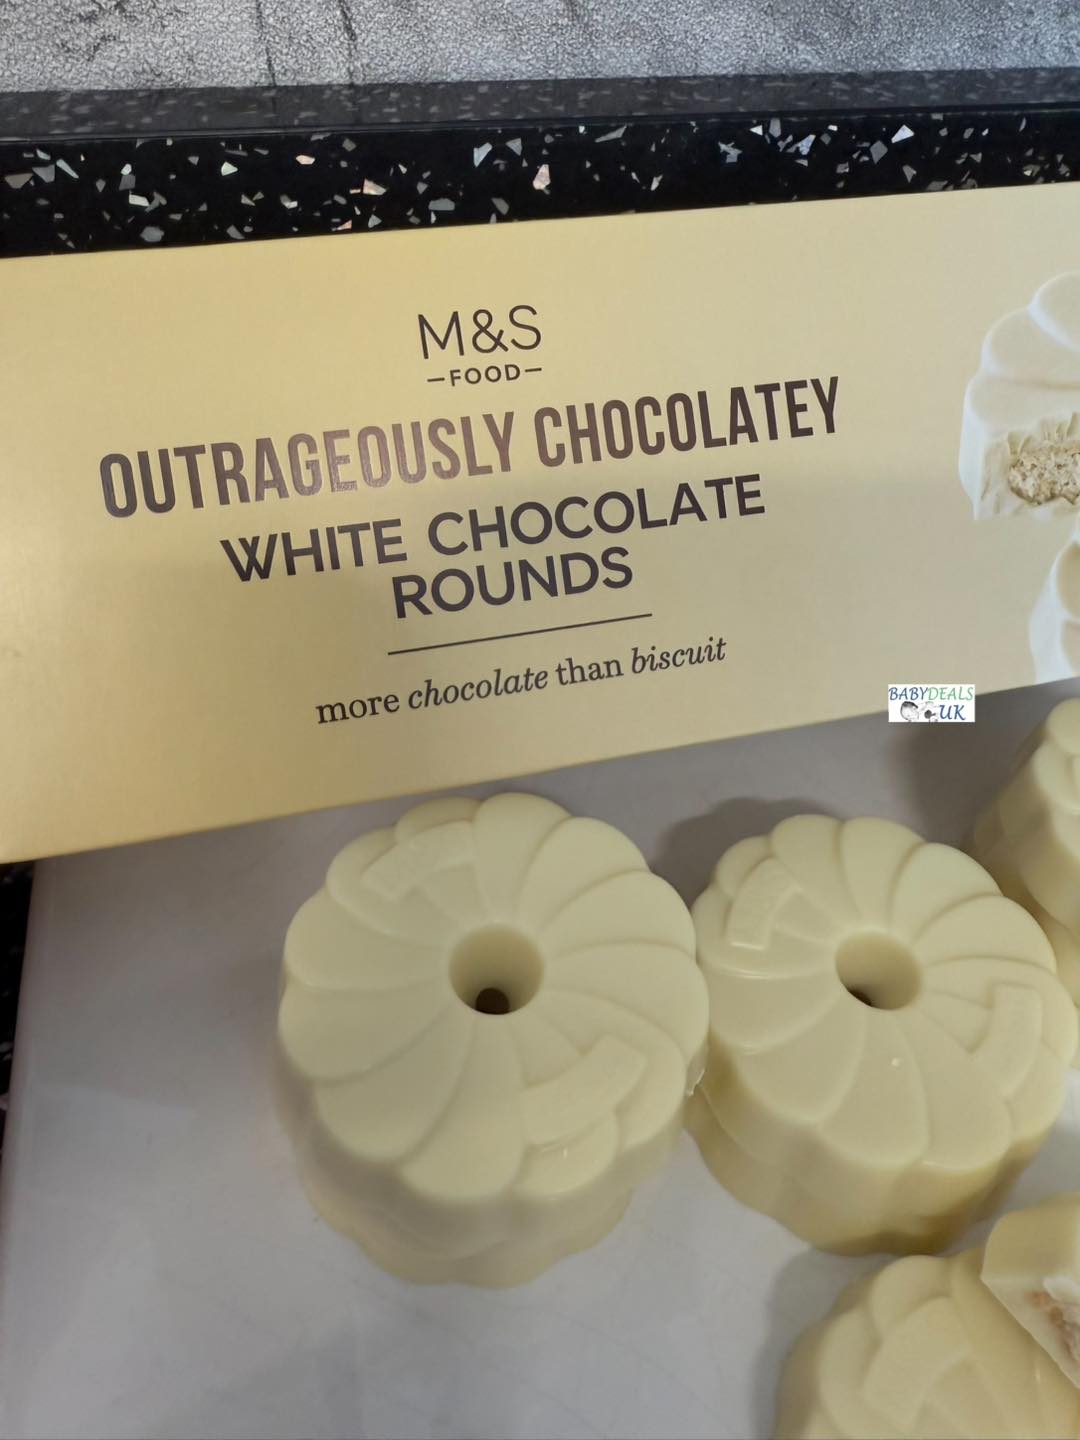 M&S
–FOOD–
OUTRAGEOUSLY CHOCOLATEY
WHITE CHOCOLATE
ROUNDS
more chocolate than biscuit
BABYDEALS
UK